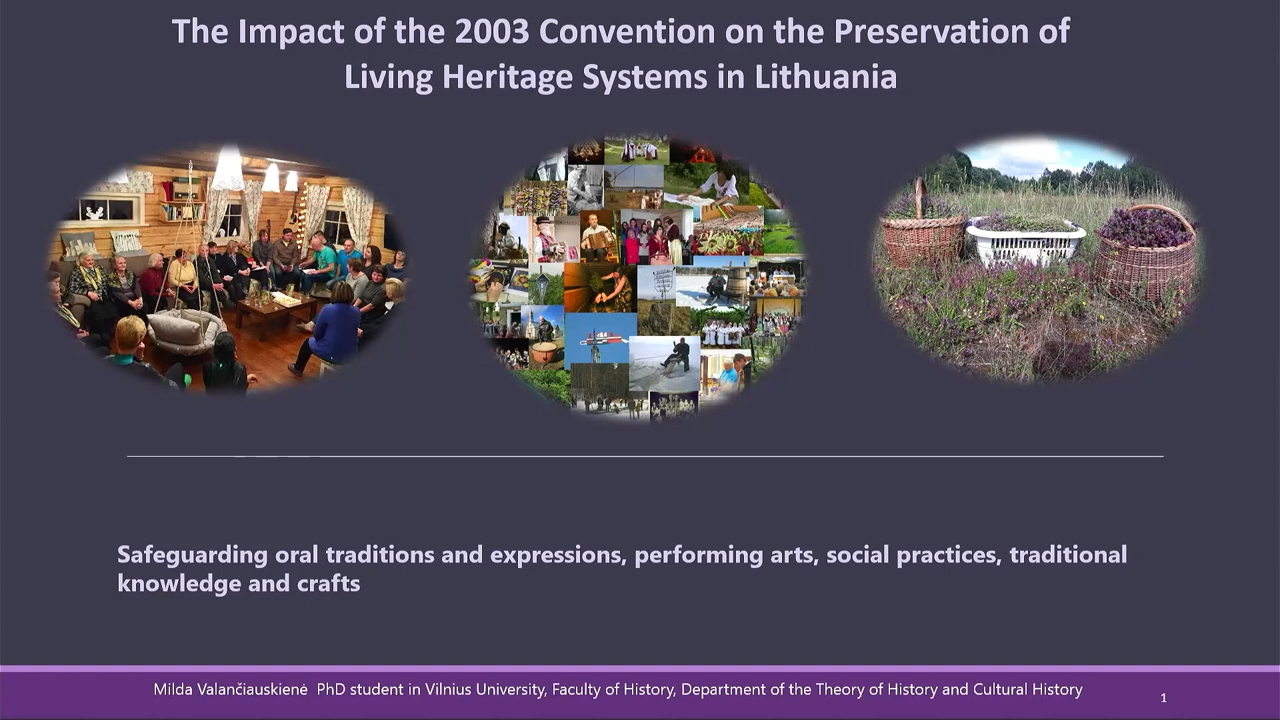 The Impact of the 2003 Convention on the Preservation of
Living Heritage Systems in Lithuania
Safeguarding oral traditions and expressions, performing arts, social practices, traditional
knowledge and crafts
Milda Valančiauskienė  PhD student in Vilnius University, Faculty of History, Department of the Theory of History and Cultural History
1